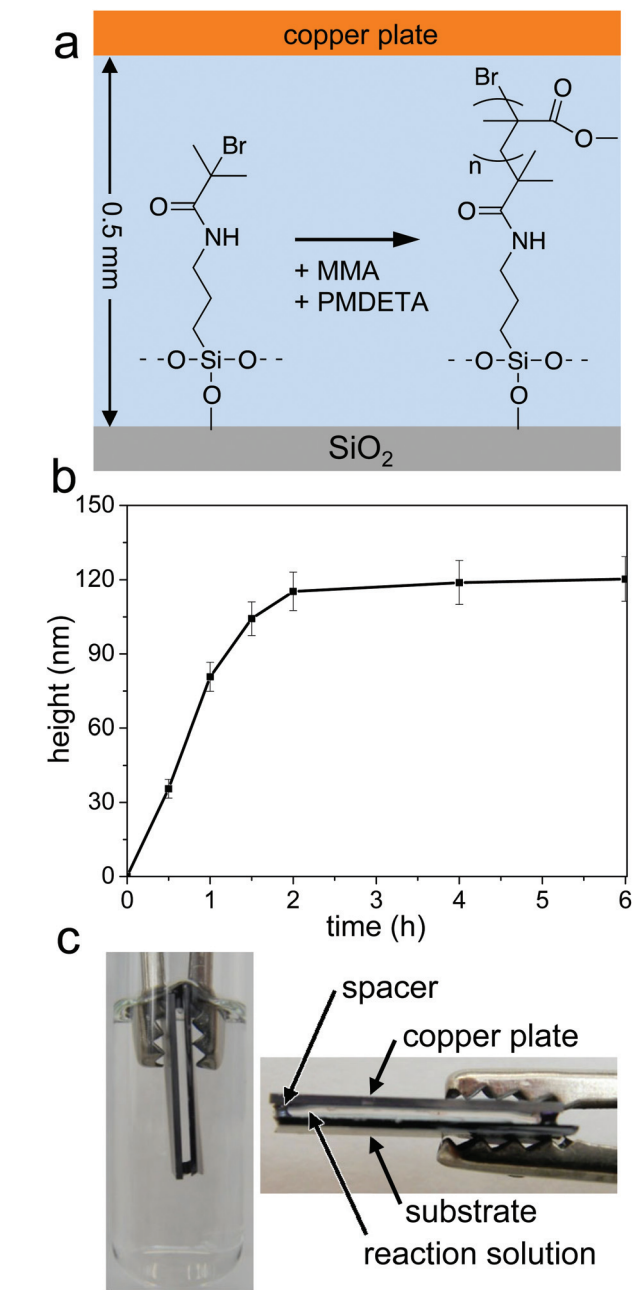 a
copper plate
0.5 mm
Br
O
NH
- -O-Si-O- -
O
+ MMA
+ PMDETA
Br
O
O
n
O
NH
- -O-Si-O- -
O
SiO₂
b
150
120
90
60
30
0
height (nm)
0 1 2 3 4 5 6
time (h)
c
spacer
copper plate
substrate
reaction solution